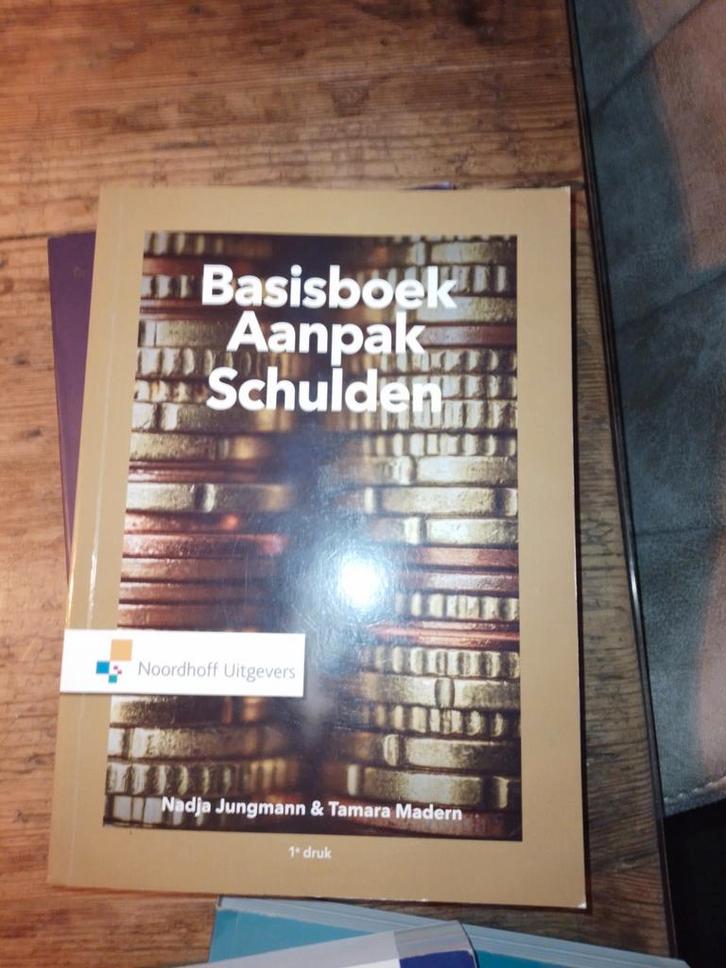 Basisboek
Aanpak
Schulden
Noordhoff Uitgevers
Nadja Jungmann & Tamara Madern
1e druk